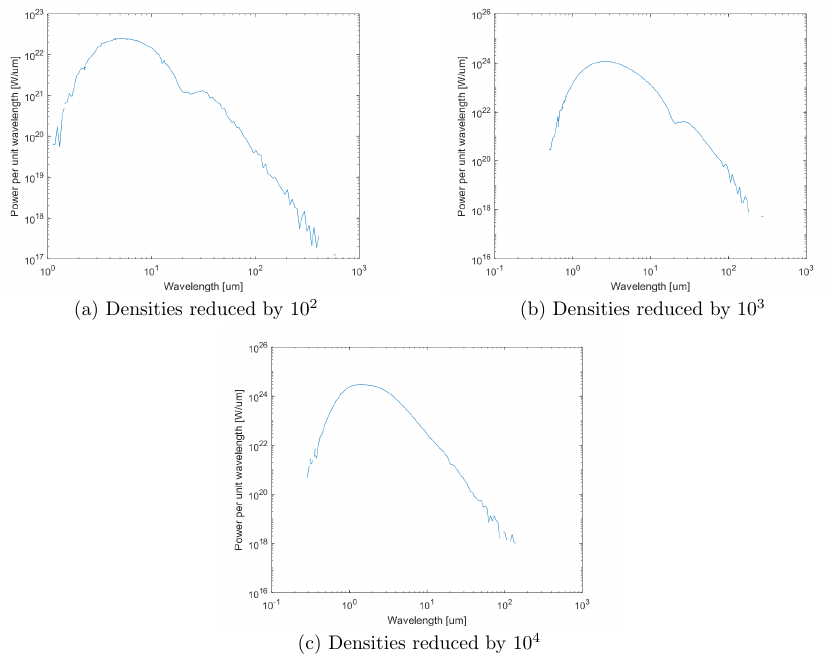 10^23
10^22
10^21
10^20
10^19
10^18
10^17
Power per unit wavelength [W/um]
10^0 10^1 10^2 10^3
Wavelength [um]
(a) Densities reduced by 10^2
10^26
10^24
10^22
10^20
10^18
10^16
Power per unit wavelength [W/um]
10^-1 10^0 10^1 10^2 10^3
Wavelength [um]
(b) Densities reduced by 10^3
10^26
10^24
10^22
10^20
10^18
10^16
Power per unit wavelength [W/um]
10^-1 10^0 10^1 10^2 10^3
Wavelength [um]
(c) Densities reduced by 10^4